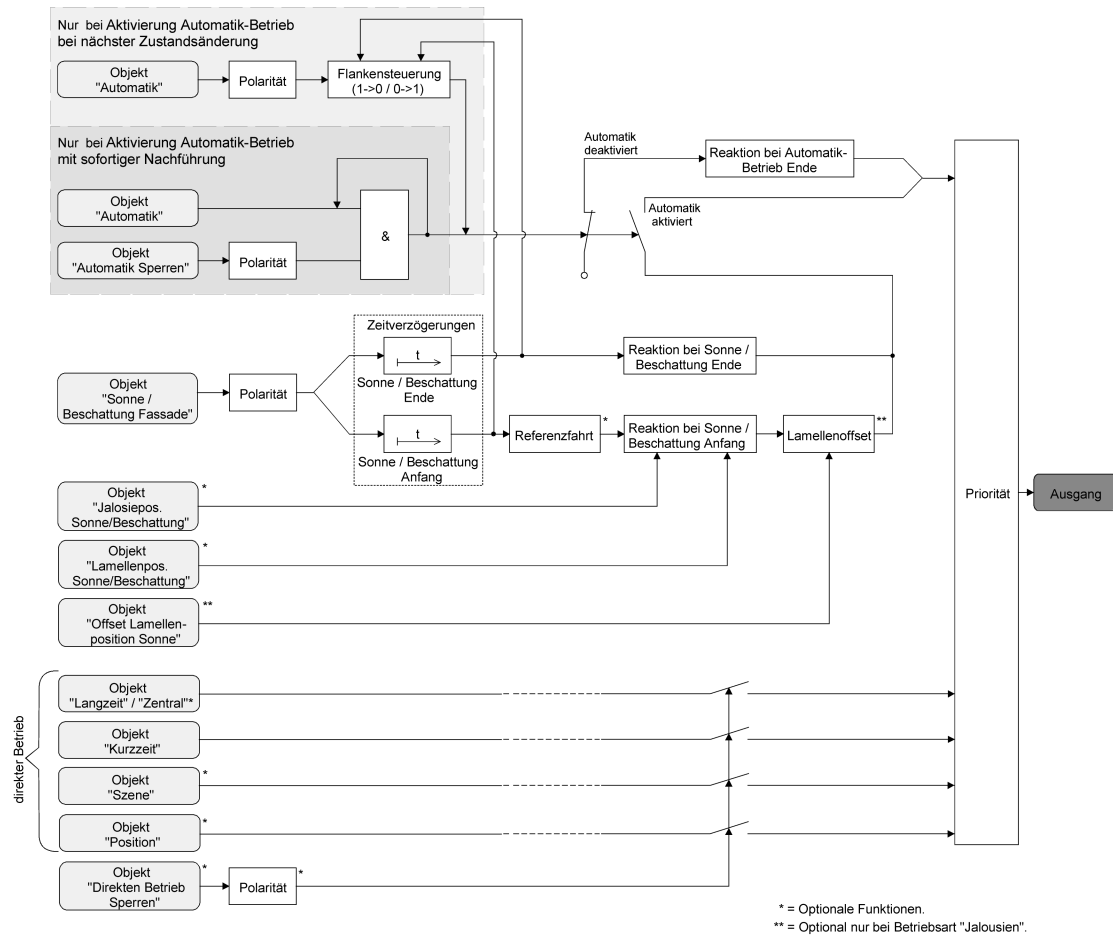 Nur bei Aktivierung Automatik-Betrieb
bei nächster Zustandsänderung
Objekt
"Automatik"
Polarität
Flankensteuerung
(1->0 / 0->1)
Nur bei Aktivierung Automatik-Betrieb
mit sofortiger Nachführung
Objekt
"Automatik"
Objekt
"Automatik Sperren"
Polarität
&
Automatik
deaktiviert
Reaktion bei Automatik-
Betrieb Ende
Automatik
aktiviert
Zeitverzögerungen
t
Sonne / Beschattung
Ende
t
Sonne / Beschattung
Anfang
Objekt
"Sonne /
Beschattung Fassade"
Polarität
Reaktion bei Sonne /
Beschattung Ende
Referenzfahrt
*
Reaktion bei Sonne /
Beschattung Anfang
Lamellenoffset
**
Objekt
"Jalosiepos.
Sonne/Beschattung"
*
Objekt
"Lamellenpos.
Sonne/Beschattung"
*
Objekt
"Offset Lamellen-
position Sonne"
**
Priorität
Ausgang
direkter Betrieb
Objekt
"Langzeit" / "Zentral"*
Objekt
"Kurzzeit"
Objekt
"Szene"
*
Objekt
"Position"
*
Objekt
"Direkten Betrieb
Sperren"
*
Polarität
*
* = Optionale Funktionen.
** = Optional nur bei Betriebsart "Jalousien".